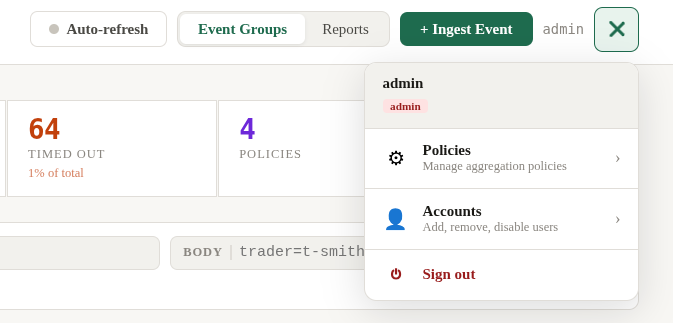 Auto-refresh Event Groups Reports + Ingest Event admin
admin
admin
64
TIMED OUT
1% of total
4
POLICIES
Policies
Manage aggregation policies
Accounts
Add, remove, disable users
BODY trader=t-smith
Sign out